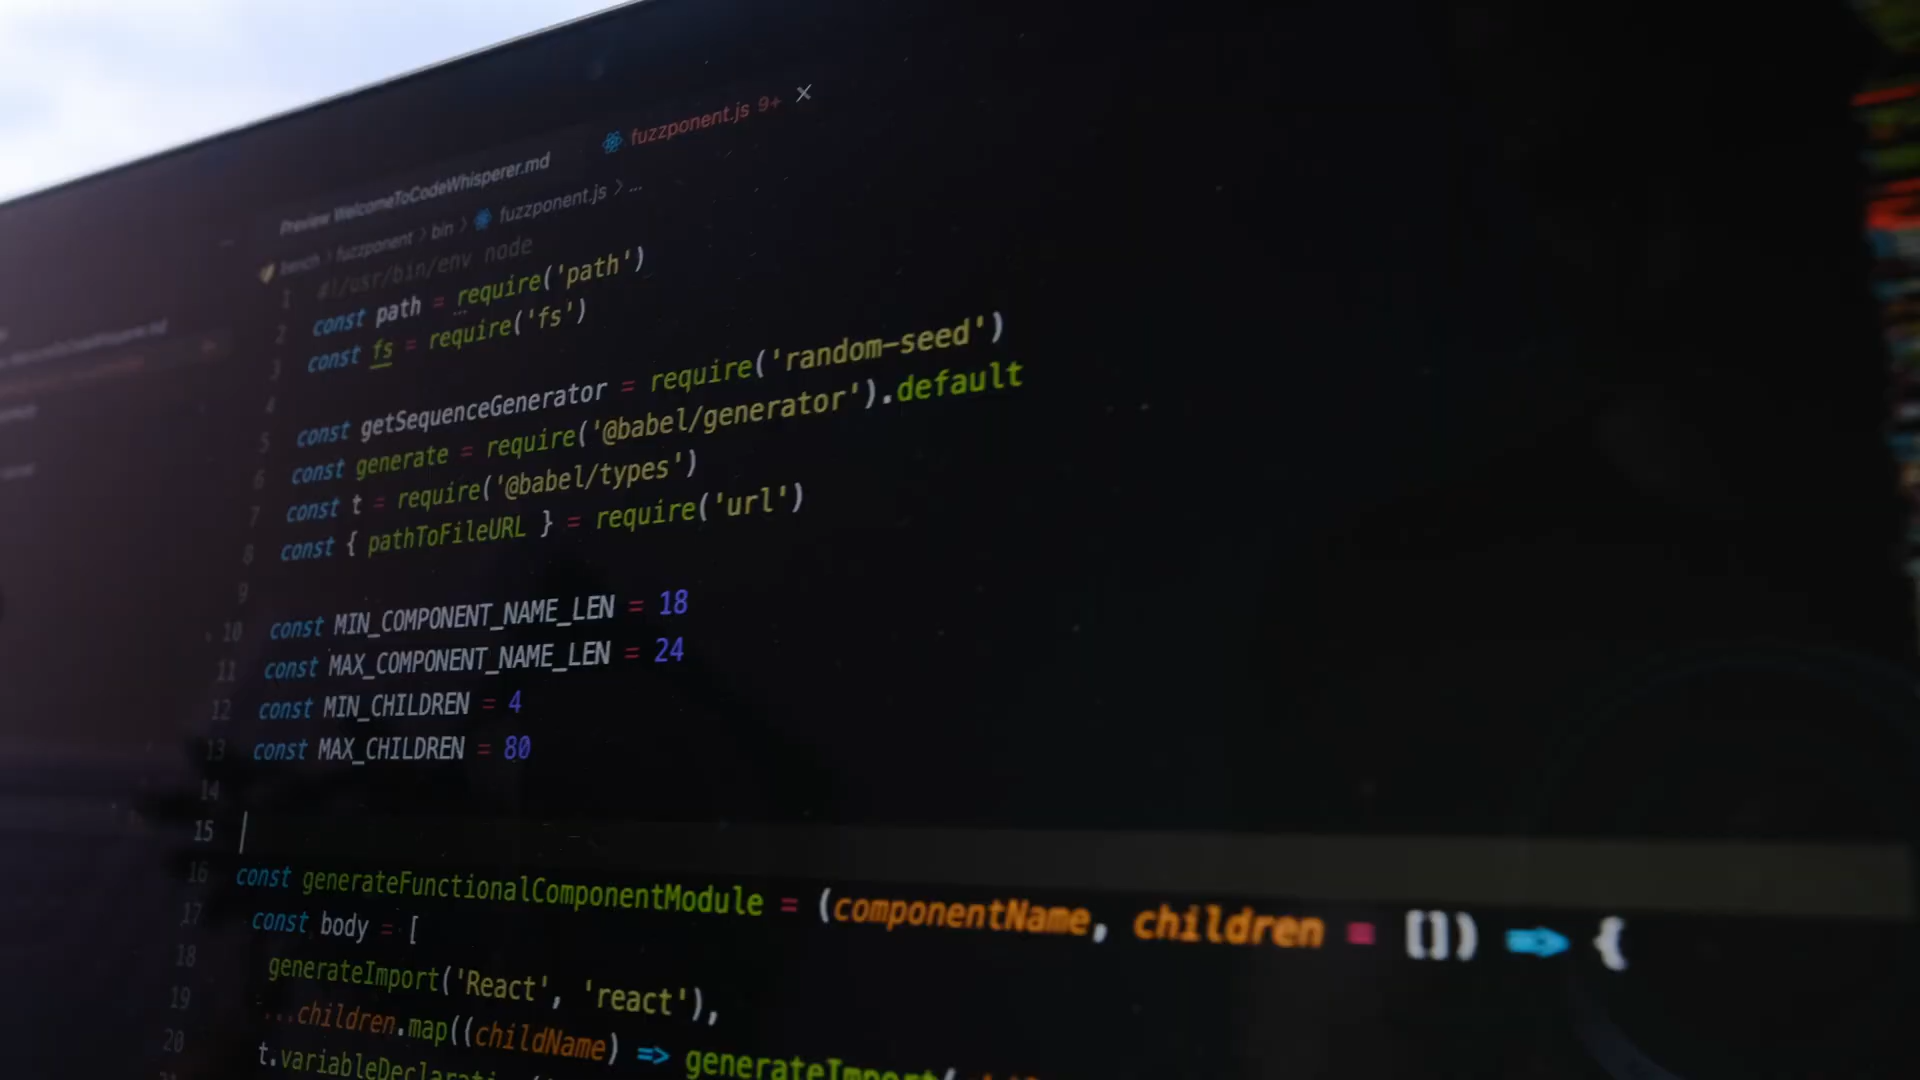 Preview WelcomeToCodeWhisperer.md
fuzzponent.js 9+ ×
bench > fuzzponent > bin > fuzzponent.js > ...
1 #!/usr/bin/env node
2 const path = require('path')
3 const fs = require('fs')
4
5 const getSequenceGenerator = require('random-seed')
6 const generate = require('@babel/generator').default
7 const t = require('@babel/types')
8 const { pathToFileURL } = require('url')
9
10 const MIN_COMPONENT_NAME_LEN = 18
11 const MAX_COMPONENT_NAME_LEN = 24
12 const MIN_CHILDREN = 4
13 const MAX_CHILDREN = 80
14
15
16 const generateFunctionalComponentModule = (componentName, children = []) => {
17 const body = [
18 generateImport('React', 'react'),
19 ...children.map((childName) => generateImport(
20 t.variableDeclarati